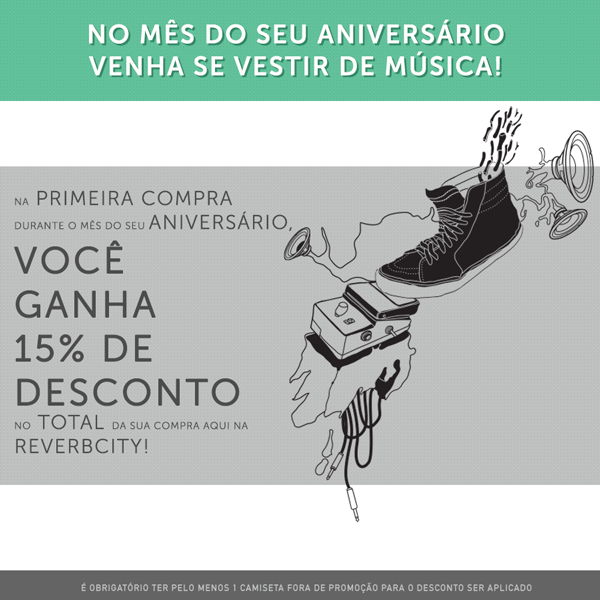 NO MÊS DO SEU ANIVERSÁRIO
VENHA SE VESTIR DE MÚSICA!
NA PRIMEIRA COMPRA
DURANTE O MÊS DO SEU ANIVERSÁRIO,
VOCÊ
GANHA
15% DE
DESCONTO
NO TOTAL DA SUA COMPRA AQUI NA
REVERBCITY!
É OBRIGATÓRIO TER PELO MENOS 1 CAMISETA FORA DE PROMOÇÃO PARA O DESCONTO SER APLICADO